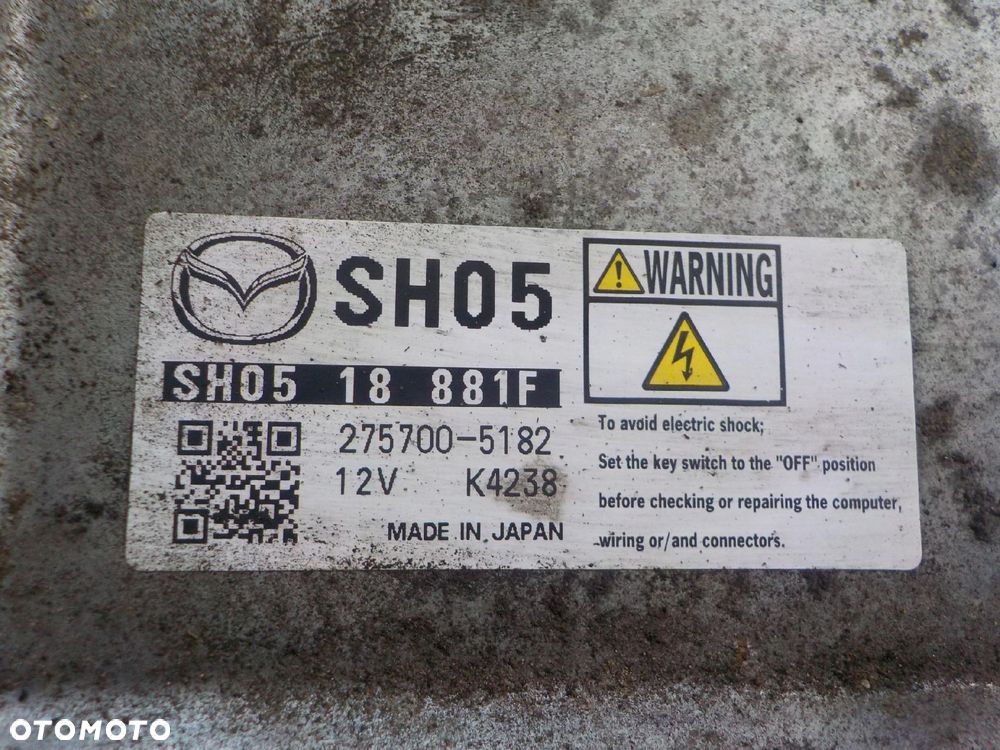 SH05
SH05 18 881F
275700-5182
12V K4238
MADE IN JAPAN
WARNING
To avoid electric shock;
Set the key switch to the "OFF" position
before checking or repairing the computer,
wiring or/and connectors.
OTOMOTO